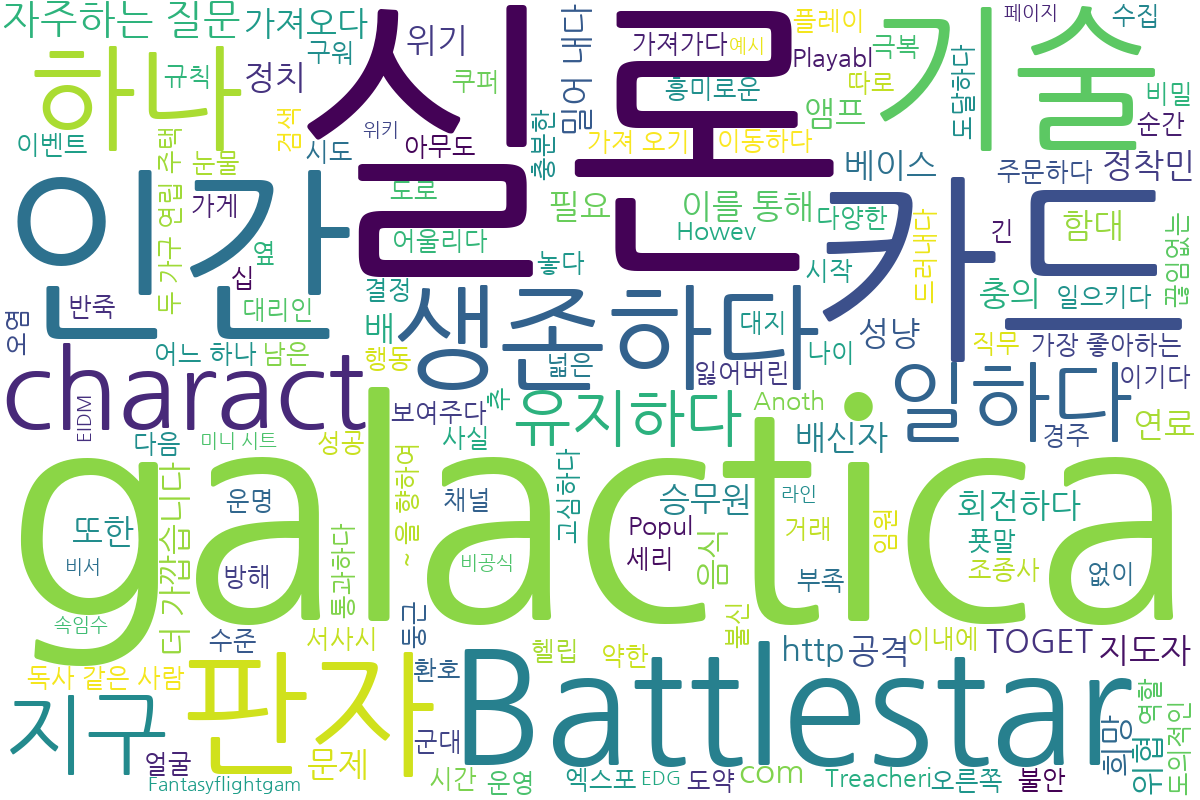 자주하는 질문
가져오다
구워
위기
쿠퍼
밀어 내다
가져가다
예시
Playabl
플레이
극복
따로
페이지
수집
하나
규칙
정치
실론
흥미로운
앰프
기술
도달하다
비밀
순간
이벤트
눈물
검색
시도
위키
아무도
충분한
가져 오기
이동하다
베이스
주문하다
정착민
두 가구 연립 주택
가게
도로
필요
이를 통해
다양한
함대
인간
옆
십
어울리다
Howev
카드
긴
드러내다
끊임없는
반죽
대리인
결정
놓다
시작
충의
일으키다
오염
어느 하나
남은
배
생존하다
대지
나이
성냥
직무
가장 좋아하는
charact
행동
넓은
잃어버린
일하다
이기다
보여주다
축
유지하다
Anoth
배신자
경주
연료
EIDM
다음
미니 시트
성공
사실
galactica
더 가깝습니다
운명
~ 을 향하여
채널
고심하다
승무원
라인
회전하다
또한
Popul
거래
임원
푯말
비서
방해
통과하다
비공식
세리
음식
부족
조종사
없이
속임수
수준
서사시
둥근
불신
독사 같은 사람
판자
환호
헬립
약한
http
공격
이내에
TOGET
지도자
지구
Battlestar
얼굴
문제
군대
희망
위협
역할
도의적인
Fantasyflightgam
시간
운영
엑스포
EDG
도약
com
Treacheri
오른쪽
불안